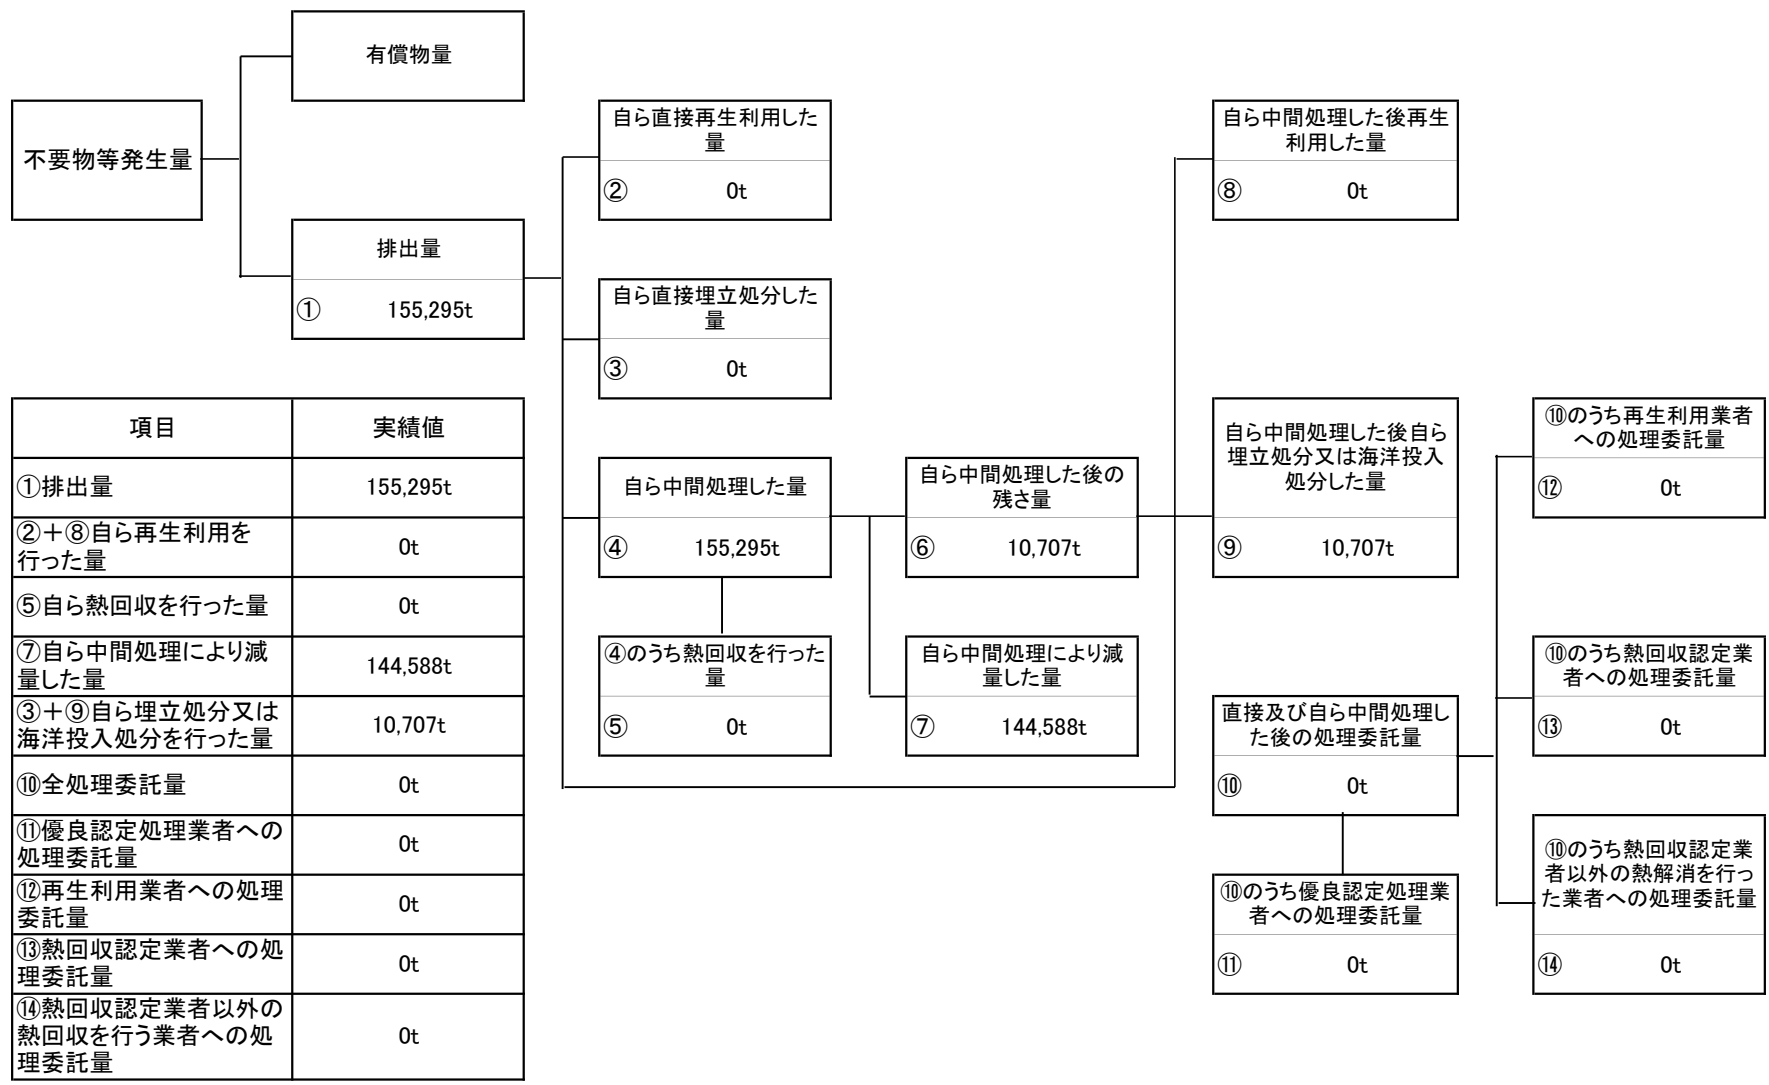 有償物量
不要物等発生量
排出量
① 155,295t
自ら直接再生利用した
量
② 0t
自ら直接埋立処分した
量
③ 0t
自ら中間処理した量
④ 155,295t
④のうち熱回収を行った
量
⑤ 0t
自ら中間処理した後の
残さ量
⑥ 10,707t
自ら中間処理により減
量した量
⑦ 144,588t
自ら中間処理した後再生
利用した量
⑧ 0t
自ら中間処理した後自ら
埋立処分又は海洋投入
処分した量
⑨ 10,707t
直接及び自ら中間処理し
た後の処理委託量
⑩ 0t
⑩のうち優良認定処理業
者への処理委託量
⑪ 0t
⑩のうち再生利用業者
への処理委託量
⑫ 0t
⑩のうち熱回収認定業
者への処理委託量
⑬ 0t
⑩のうち熱回収認定業
者以外の熱解消を行っ
た業者への処理委託量
⑭ 0t
項目 実績値
①排出量 155,295t
②＋⑧自ら再生利用を
行った量 0t
⑤自ら熱回収を行った量 0t
⑦自ら中間処理により減
量した量 144,588t
③＋⑨自ら埋立処分又は
海洋投入処分を行った量 10,707t
⑩全処理委託量 0t
⑪優良認定処理業者への
処理委託量 0t
⑫再生利用業者への処理
委託量 0t
⑬熱回収認定業者への処
理委託量 0t
⑭熱回収認定業者以外の
熱回収を行う業者への処
理委託量 0t